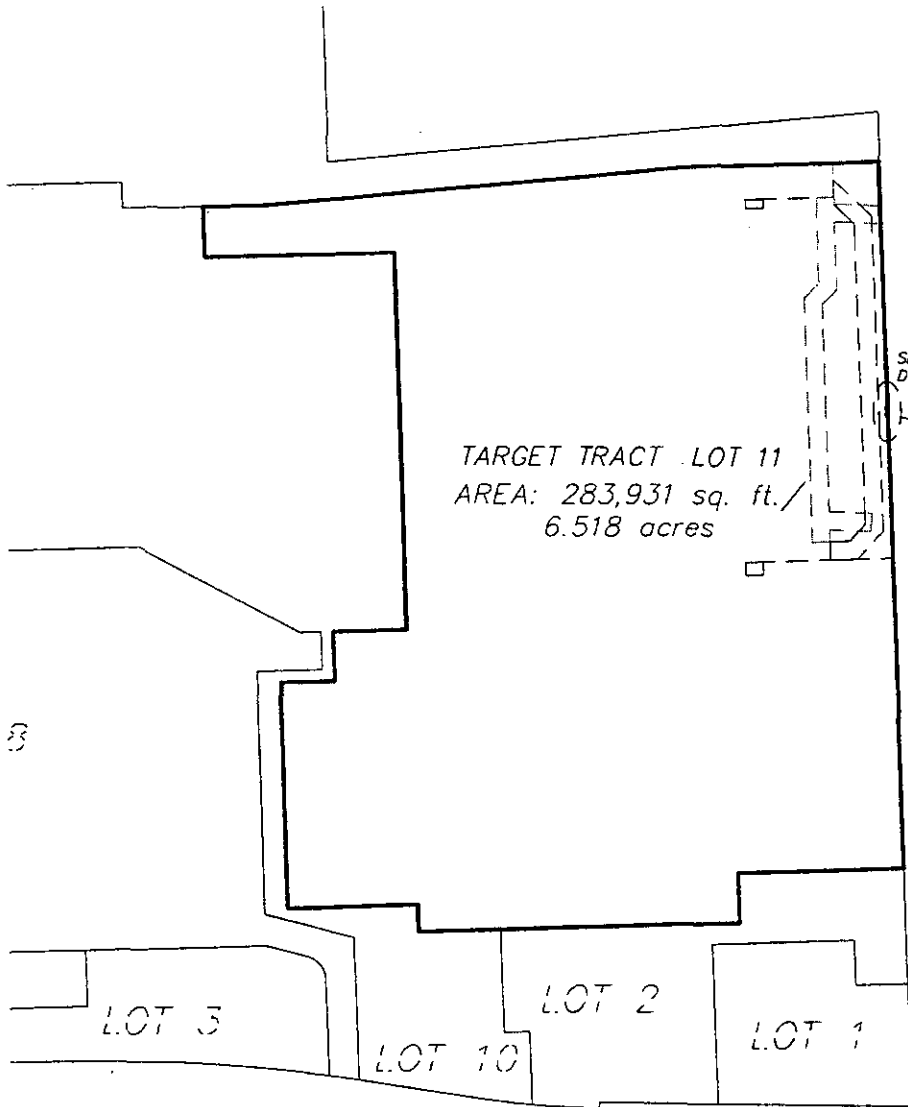 TARGET TRACT LOT 11
AREA: 283,931 sq. ft.
6.518 acres
8
LOT 3
LOT 10
LOT 2
LOT 1